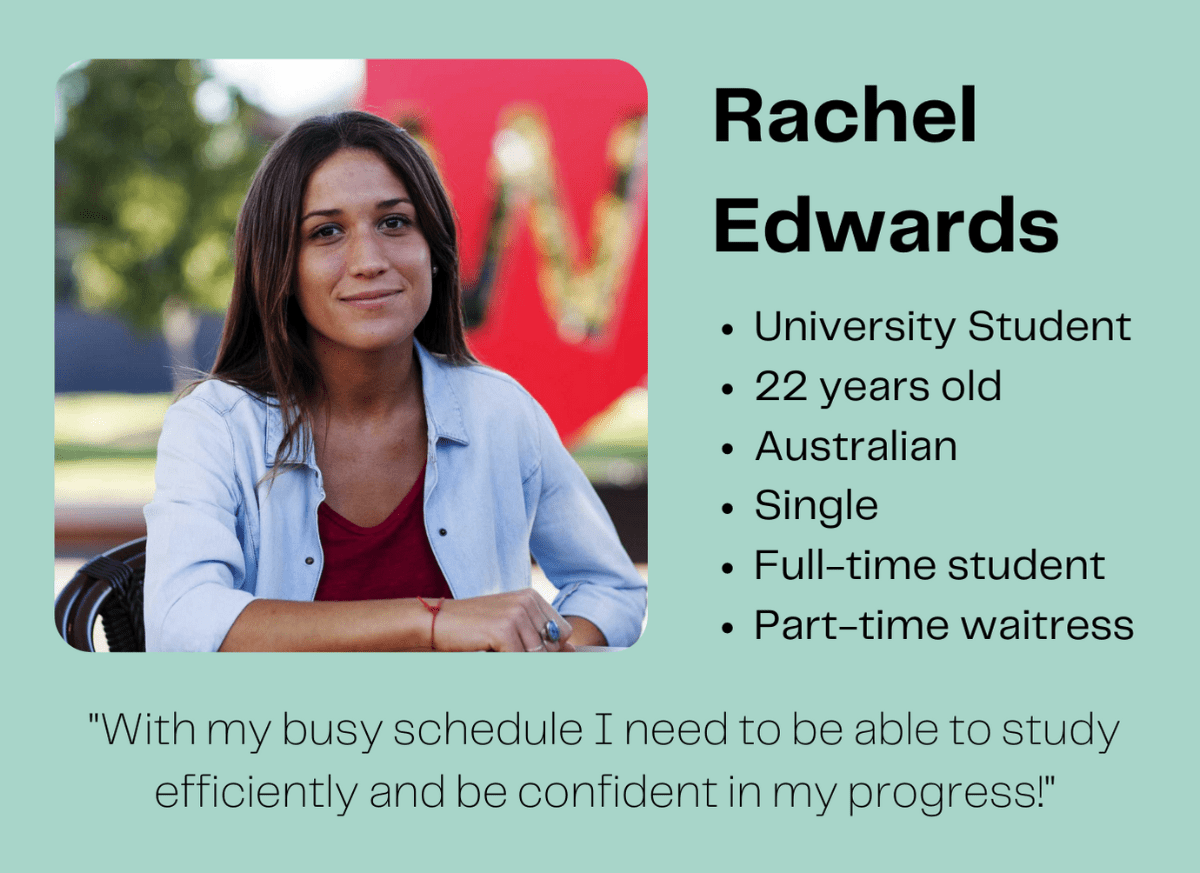 Rachel
Edwards
• University Student
• 22 years old
• Australian
• Single
• Full-time student
• Part-time waitress
"With my busy schedule I need to be able to study
efficiently and be confident in my progress!"